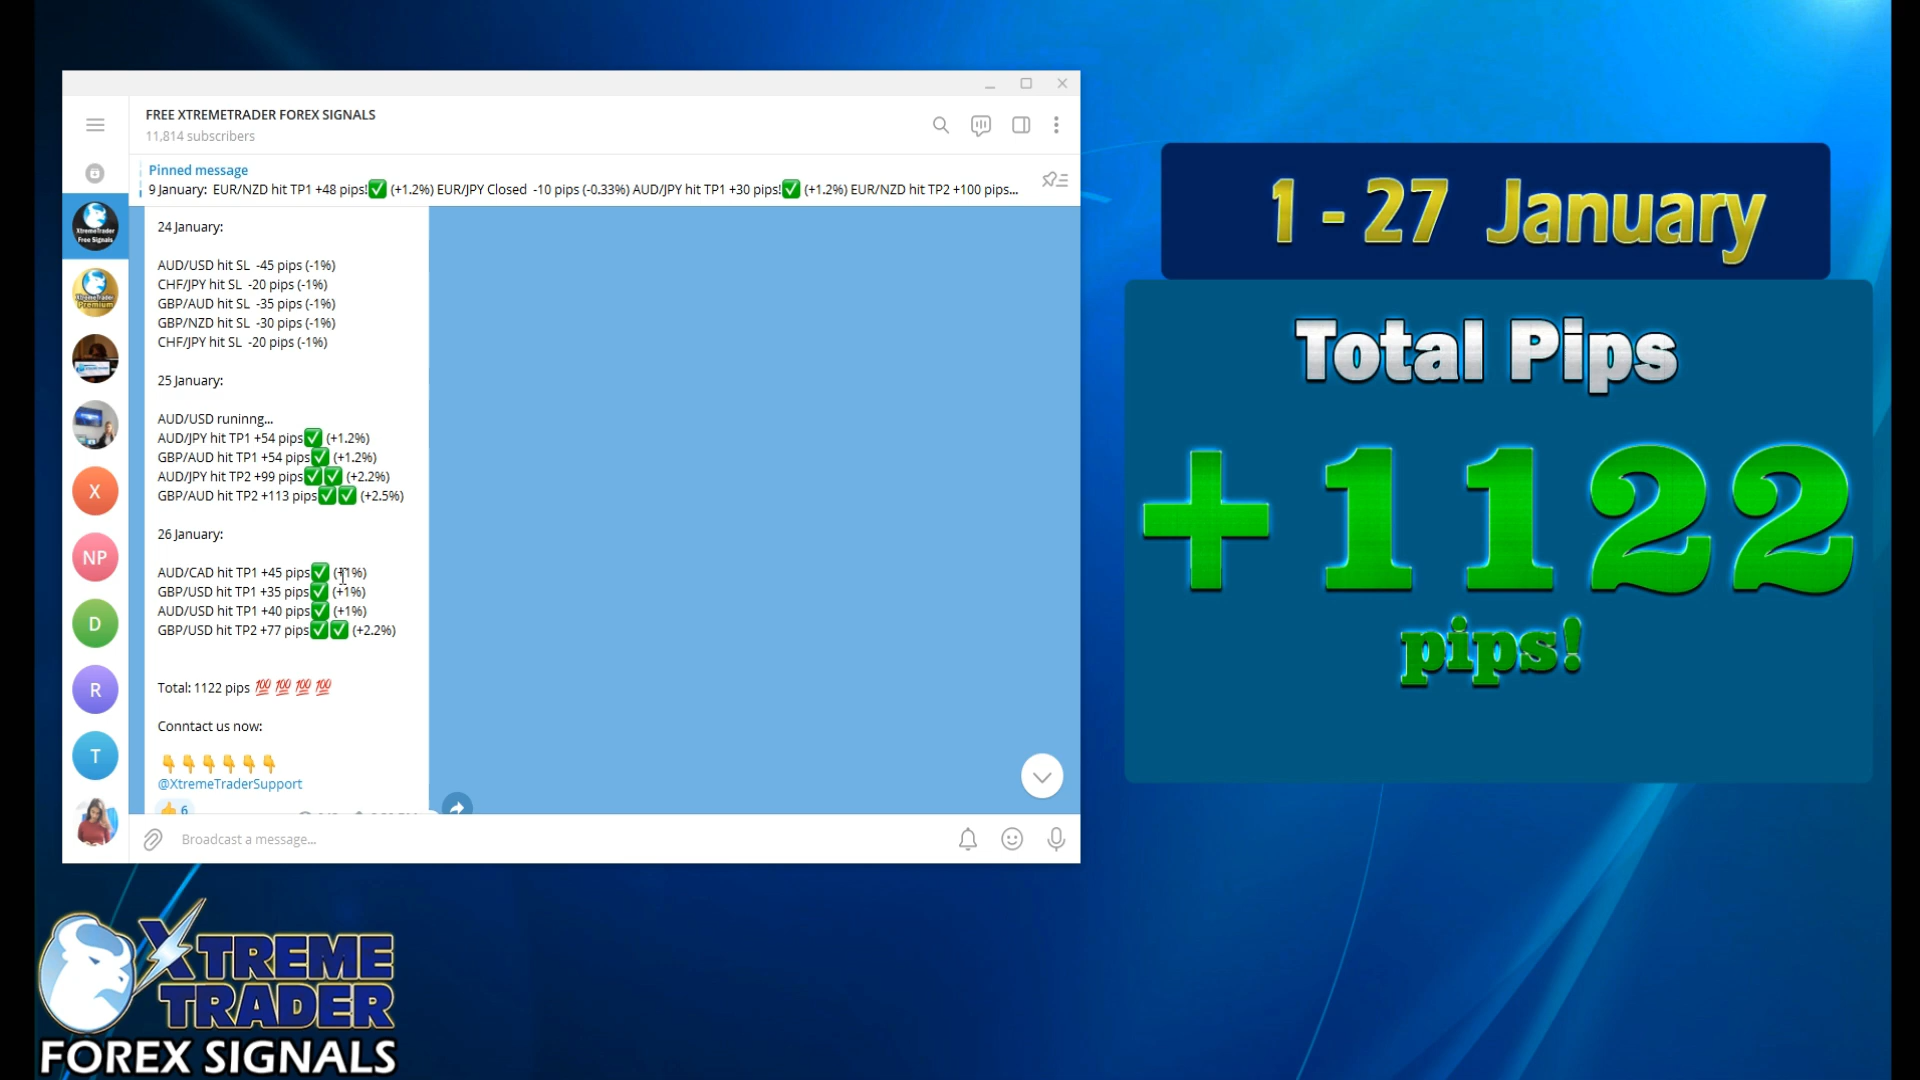 FREE XTREMETRADER FOREX SIGNALS
11,814 subscribers
Pinned message
9 January: EUR/NZD hit TP1 +48 pips!✅ (+1.2%) EUR/JPY Closed -10 pips (-0.33%) AUD/JPY hit TP1 +30 pips!✅ (+1.2%) EUR/NZD hit TP2 +100 pips...
24 January:
AUD/USD hit SL -45 pips (-1%)
CHF/JPY hit SL -20 pips (-1%)
GBP/AUD hit SL -35 pips (-1%)
GBP/NZD hit SL -30 pips (-1%)
CHF/JPY hit SL -20 pips (-1%)
25 January:
AUD/USD runinng...
AUD/JPY hit TP1 +54 pips✅ (+1.2%)
GBP/AUD hit TP1 +54 pips✅ (+1.2%)
AUD/JPY hit TP2 +99 pips✅✅ (+2.2%)
GBP/AUD hit TP2 +113 pips✅✅ (+2.5%)
26 January:
AUD/CAD hit TP1 +45 pips✅ (+1%)
GBP/USD hit TP1 +35 pips✅ (+1%)
AUD/USD hit TP1 +40 pips✅ (+1%)
GBP/USD hit TP2 +77 pips✅✅ (+2.2%)
Total: 1122 pips 💯 💯 💯 💯
Conntact us now:
👇👇👇👇👇👇
@XtremeTraderSupport
👍 6
Broadcast a message...
XtremeTrader
Free Signals
XtremeTrader
Premium
X
NP
D
R
T
1 - 27 January
Total Pips
+1122
pips!
XTREME
TRADER
FOREX SIGNALS